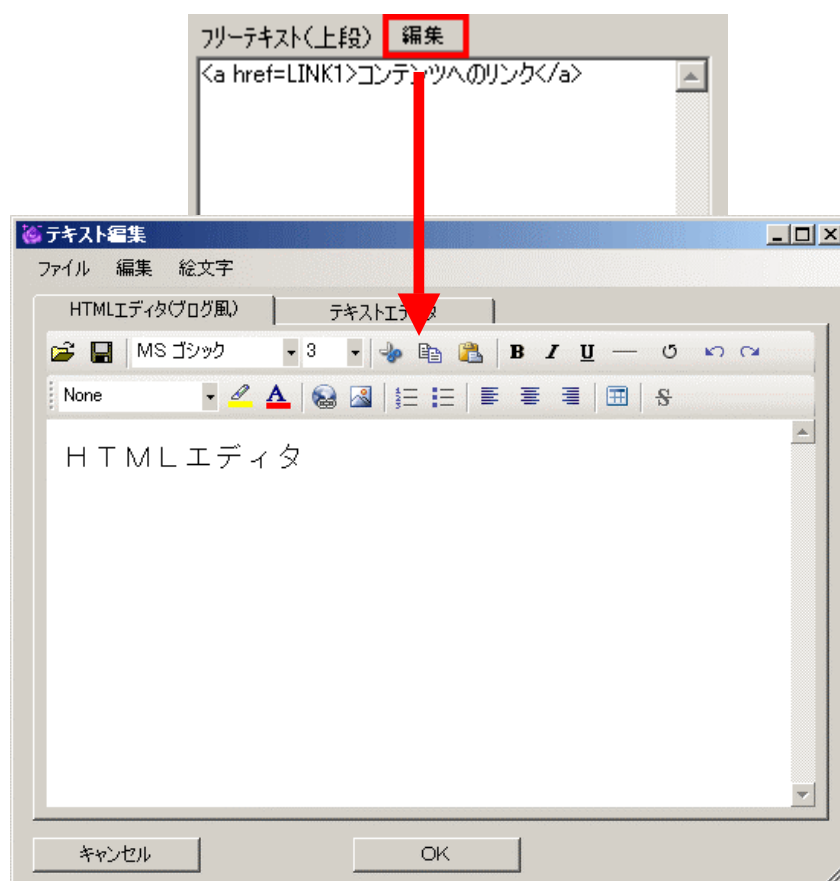 フリーテキスト(上段) 編集
<a href=LINK1>コンテンツへのリンク</a>
テキスト編集
ファイル 編集 絵文字
HTMLエディタ(ブログ風) テキストエディタ
MS ゴシック 3 B I U
None A S
HTMLエディタ
キャンセル OK